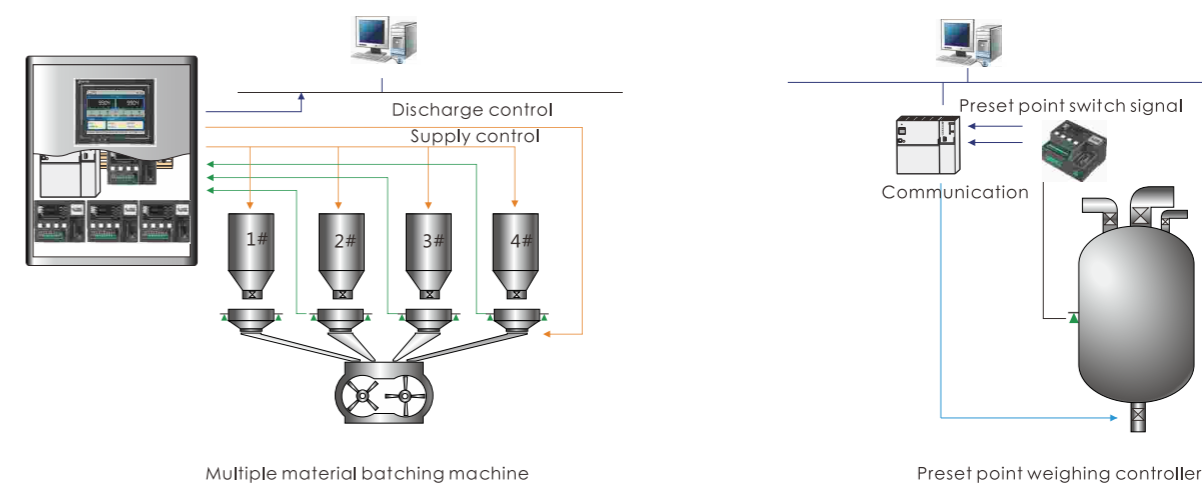 Discharge control
Supply control
1#
2#
3#
4#
Multiple material batching machine
Preset point switch signal
Communication
Preset point weighing controller